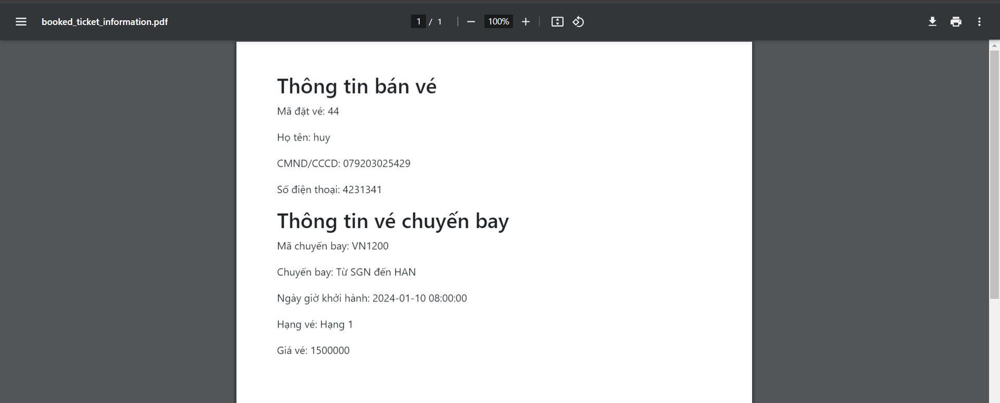 booked_ticket_information.pdf
1 / 1
100%
Thông tin bán vé
Mã đặt vé: 44
Họ tên: huy
CMND/CCCD: 079203025429
Số điện thoại: 4231341
Thông tin vé chuyến bay
Mã chuyến bay: VN1200
Chuyến bay: Từ SGN đến HAN
Ngày giờ khởi hành: 2024-01-10 08:00:00
Hạng vé: Hạng 1
Giá vé: 1500000